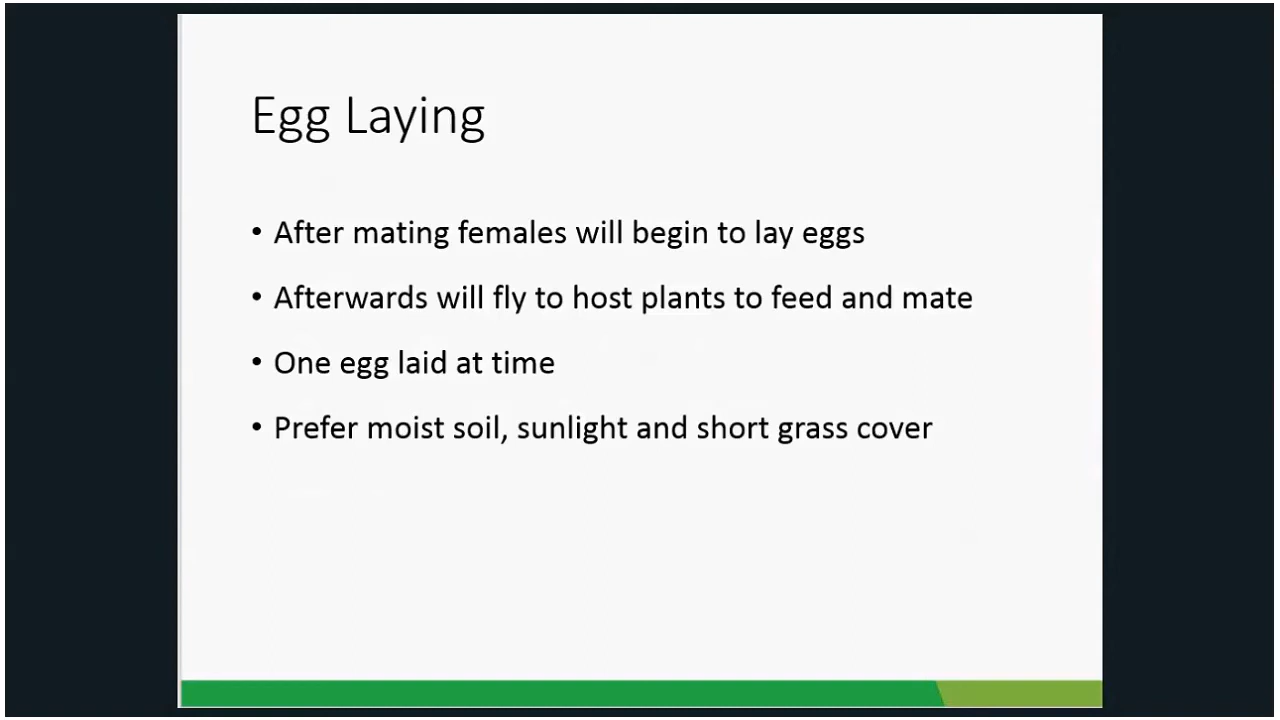 Egg Laying
• After mating females will begin to lay eggs
• Afterwards will fly to host plants to feed and mate
• One egg laid at time
• Prefer moist soil, sunlight and short grass cover